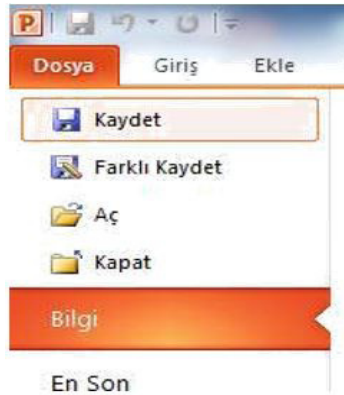 P
Dosya Giriş Ekle
Kaydet
Farklı Kaydet
Aç
Kapat
Bilgi
En Son